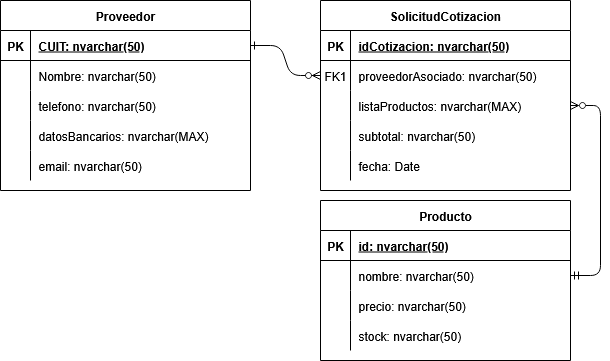 Proveedor
PK CUIT: nvarchar(50)
Nombre: nvarchar(50)
telefono: nvarchar(50)
datosBancarios: nvarchar(MAX)
email: nvarchar(50)
SolicitudCotizacion
PK idCotizacion: nvarchar(50)
FK1 proveedorAsociado: nvarchar(50)
listaProductos: nvarchar(MAX)
subtotal: nvarchar(50)
fecha: Date
Producto
PK id: nvarchar(50)
nombre: nvarchar(50)
precio: nvarchar(50)
stock: nvarchar(50)